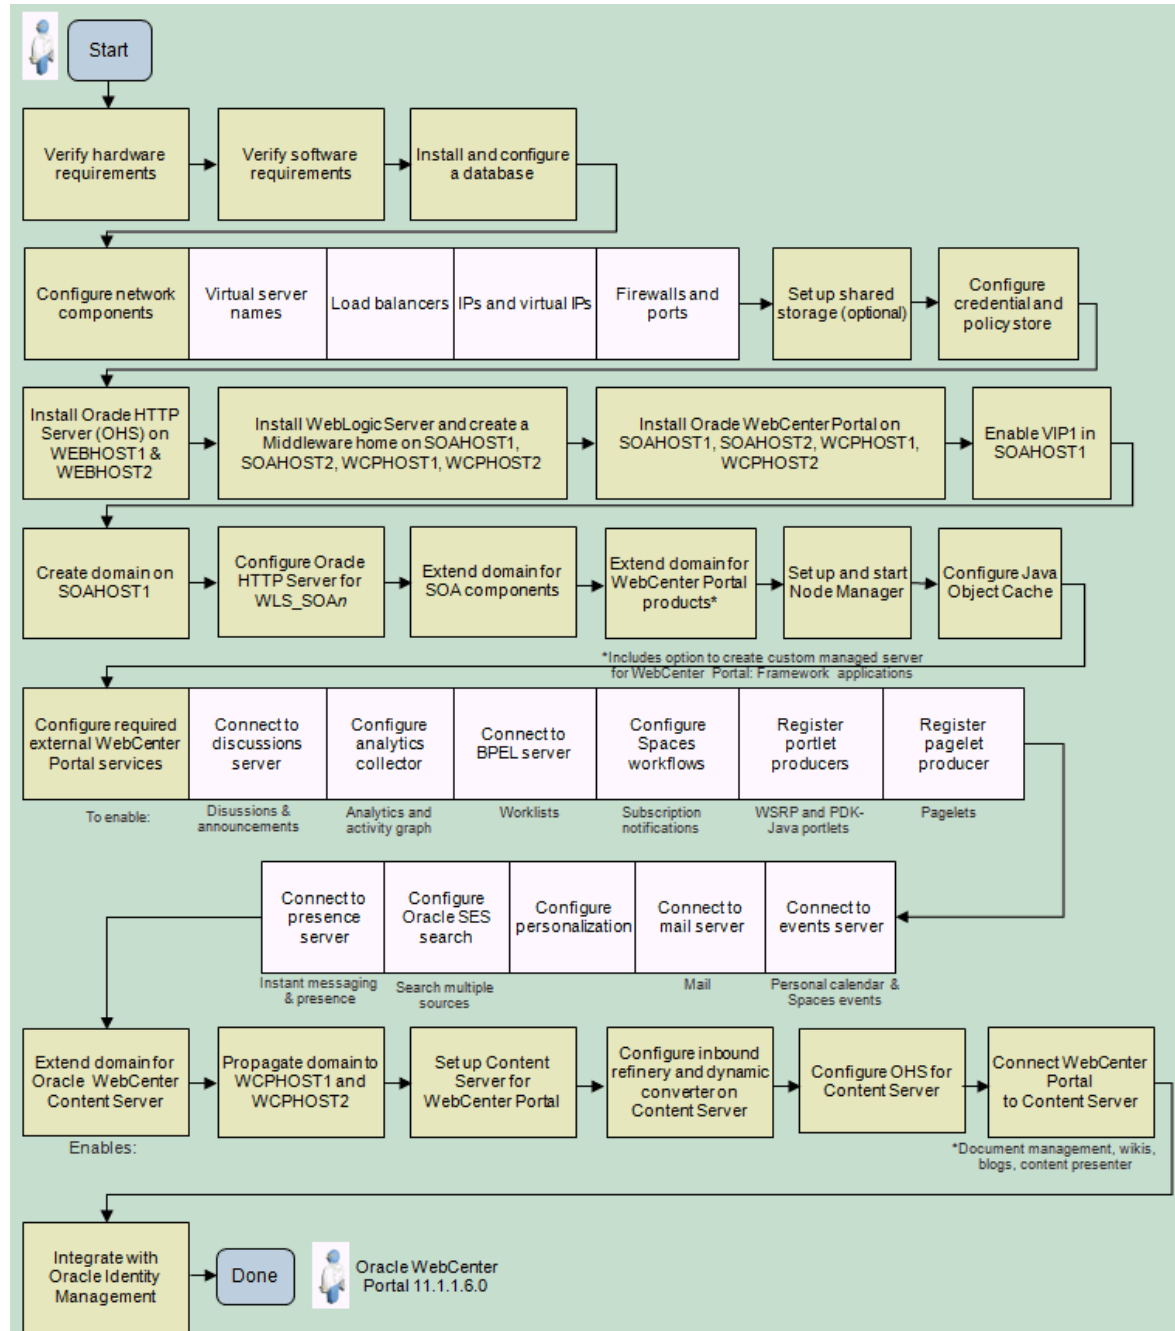 Start
Verify hardware
requirements
Verify software
requirements
Install and configure
a database
Configure network
components
Virtual server
names
Load balancers
IPs and virtual IPs
Firewalls and
ports
Set up shared
storage (optional)
Configure
credential and
policy store
Install Oracle HTTP
Server (OHS) on
WEBHOST1 &
WEBHOST2
Install WebLogic Server and create a
Middleware home on SOAHOST1,
SOAHOST2, WCPHOST1, WCPHOST2
Install Oracle WebCenter Portal on
SOAHOST1, SOAHOST2, WCPHOST1,
WCPHOST2
Enable VIP1 in
SOAHOST1
Create domain on
SOAHOST1
Configure Oracle
HTTP Server for
WLS_SOAn
Extend domain for
SOA components
Extend domain for
WebCenter Portal
products*
Set up and start
Node Manager
Configure Java
Object Cache
*Includes option to create custom managed server
for WebCenter Portal: Framework applications
Configure required
external WebCenter
Portal services
Connect to
discussions
server
Configure
analytics
collector
Connect to
BPEL server
Configure
Spaces
workflows
Register
portlet
producers
Register
pagelet
producer
To enable:
Disussions &
announcements
Analytics and
activity graph
Worklists
Subscription
notifications
WSRP and PDK-
Java portlets
Pagelets
Connect to
presence
server
Configure
Oracle SES
search
Configure
personalization
Connect to
mail server
Connect to
events server
Instant messaging
& presence
Search multiple
sources
Mail
Personal calendar &
Spaces events
Extend domain for
Oracle WebCenter
Content Server
Propagate domain to
WCPHOST1 and
WCPHOST2
Set up Content
Server for
WebCenter Portal
Configure inbound
refinery and dynamic
converter on
Content Server
Configure OHS for
Content Server
Connect WebCenter
Portal
to Content Server
Enables:
*Document management, wikis,
blogs, content presenter
Integrate with
Oracle Identity
Management
Done
Oracle WebCenter
Portal 11.1.1.6.0